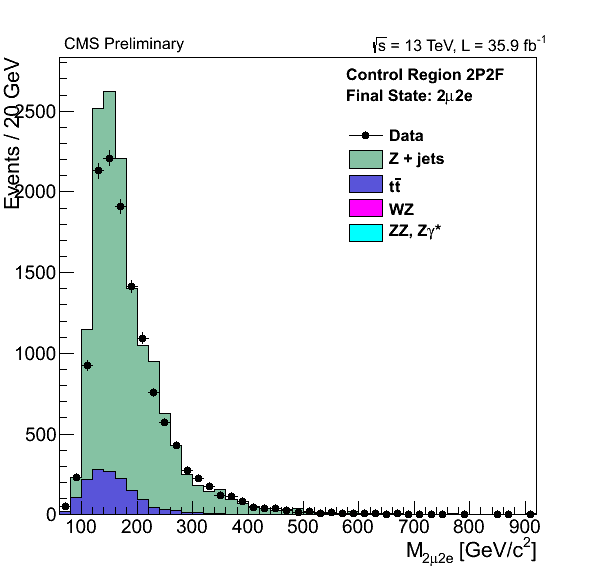 CMS Preliminary
√s = 13 TeV, L = 35.9 fb⁻¹
Control Region 2P2F
Final State: 2μ2e
Data
Z + jets
tt̅
WZ
ZZ, Zγ*
Events / 20 GeV
2500
2000
1500
1000
500
0
100 200 300 400 500 600 700 800 900
M2μ2e [GeV/c²]